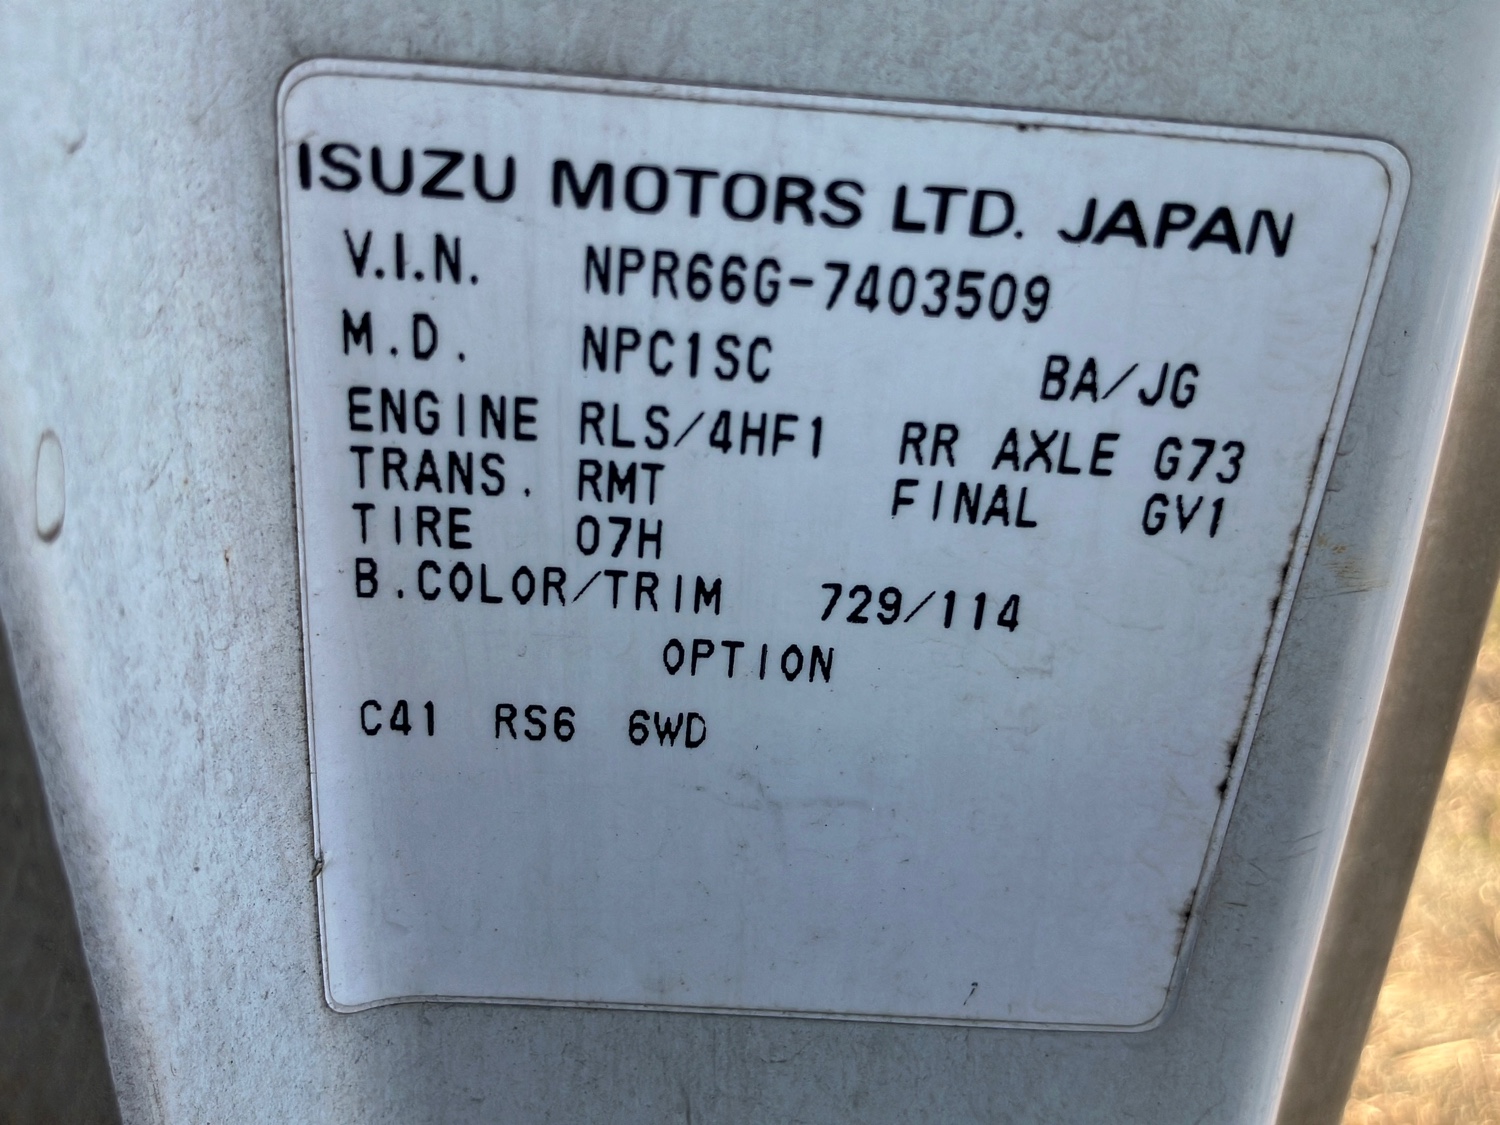 ISUZU MOTORS LTD. JAPAN
V.I.N. NPR66G-7403509
M.D. NPC1SC BA/JG
ENGINE RLS/4HF1 RR AXLE G73
TRANS. RMT FINAL GV1
TIRE 07H
B.COLOR/TRIM 729/114
OPTION
C41 RS6 6WD